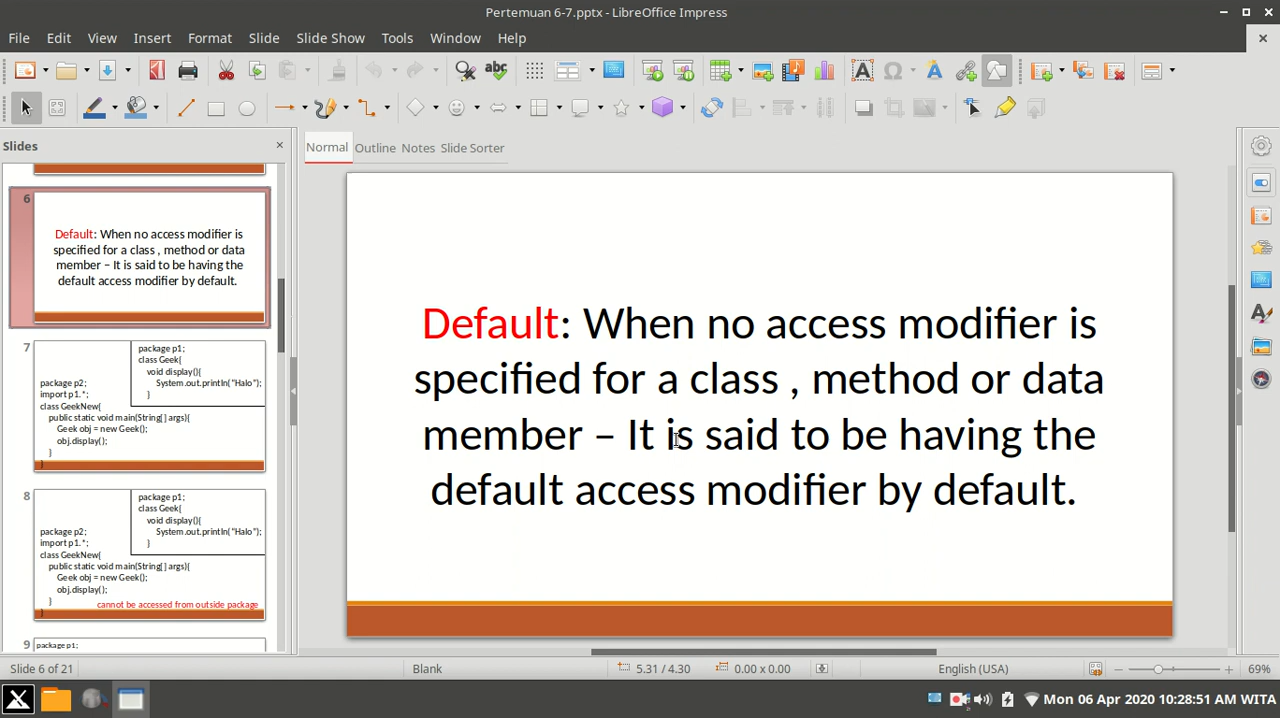 Pertemuan 6-7.pptx - LibreOffice Impress
File Edit View Insert Format Slide Slide Show Tools Window Help
Slides
Normal Outline Notes Slide Sorter
6
Default: When no access modifier is
specified for a class , method or data
member – It is said to be having the
default access modifier by default.
7
package p1;
class Geek{
void display(){
System.out.println("Halo");
}
package p2;
import p1.*;
class GeekNew{
public static void main(String[] args){
Geek obj = new Geek();
obj.display();
}
}
8
package p1;
class Geek{
void display(){
System.out.println("Halo");
}
package p2;
import p1.*;
class GeekNew{
public static void main(String[] args){
Geek obj = new Geek();
obj.display();
}
cannot be accessed from outside package
}
9
package p1;
Default: When no access modifier is
specified for a class , method or data
member – It is said to be having the
default access modifier by default.
Slide 6 of 21 Blank 5.31 / 4.30 0.00 x 0.00 English (USA) 69%
Mon 06 Apr 2020 10:28:51 AM WITA